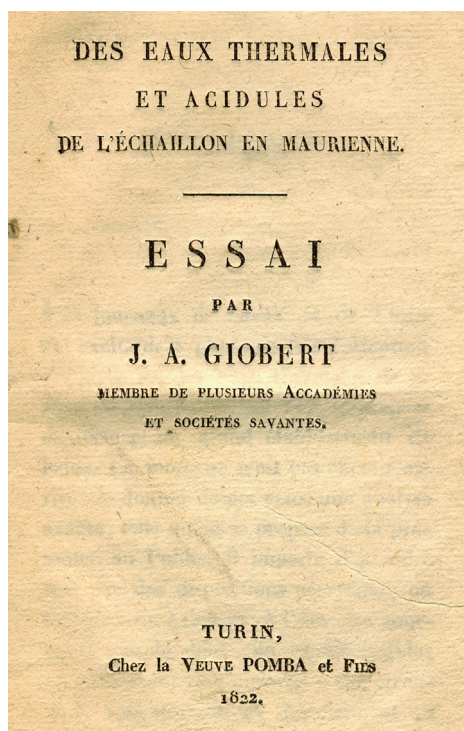 DES EAUX THERMALES
ET ACIDULES
DE L'ÉCHAILLON EN MAURIENNE.
ESSAI
PAR
J. A. GIOBERT
MEMBRE DE PLUSIEURS ACCADÉMIES
ET SOCIÉTÉS SAVANTES.
TURIN,
Chez la VEUVE POMBA et FILS
1822.